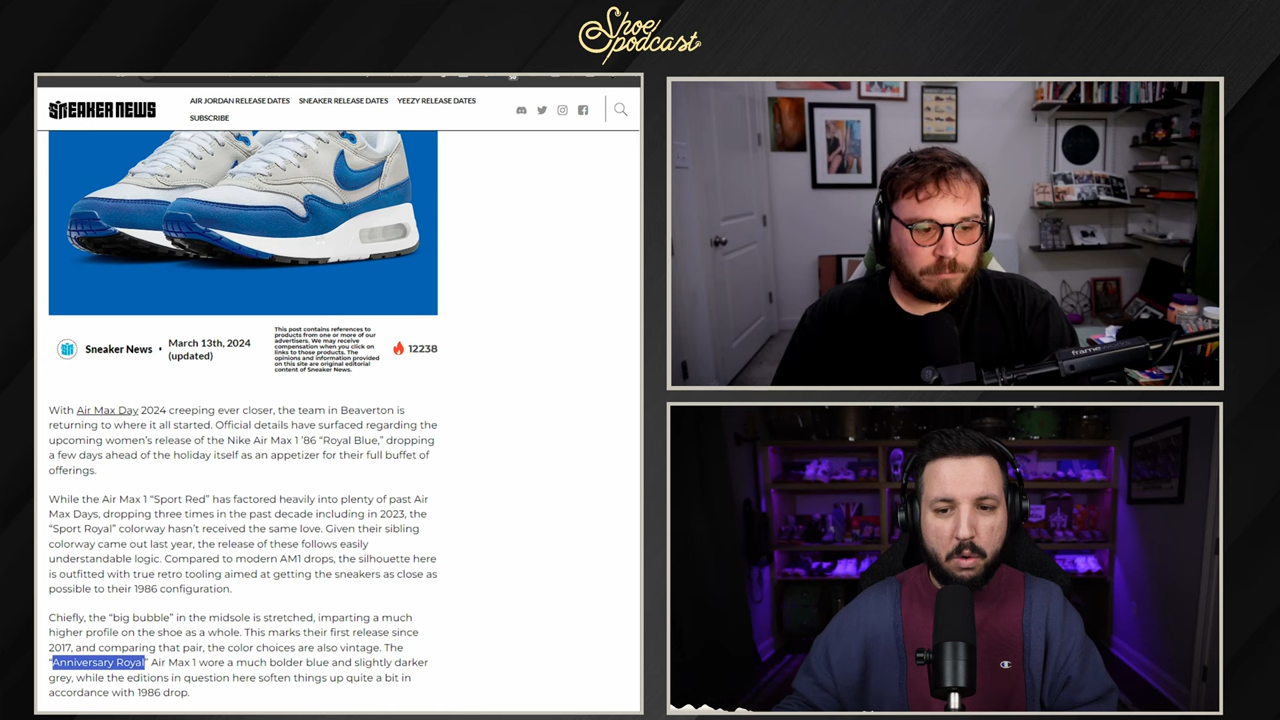 Shoe
podcast
SNEAKER NEWS
AIR JORDAN RELEASE DATES SNEAKER RELEASE DATES YEEZY RELEASE DATES
SUBSCRIBE
Sneaker News • March 13th, 2024
(updated)
This post contains references to
products from one or more of our
advertisers. We may receive
compensation when you click on
links to those products. The
opinions and information provided
on this site are original editorial
content of Sneaker News.
12238
With Air Max Day 2024 creeping ever closer, the team in Beaverton is
returning to where it all started. Official details have surfaced regarding the
upcoming women's release of the Nike Air Max 1 '86 “Royal Blue,” dropping
a few days ahead of the holiday itself as an appetizer for their full buffet of
offerings.
While the Air Max 1 “Sport Red” has factored heavily into plenty of past Air
Max Days, dropping three times in the past decade including in 2023, the
“Sport Royal” colorway hasn't received the same love. Given their sibling
colorway came out last year, the release of these follows easily
understandable logic. Compared to modern AM1 drops, the silhouette here
is outfitted with true retro tooling aimed at getting the sneakers as close as
possible to their 1986 configuration.
Chiefly, the “big bubble” in the midsole is stretched, imparting a much
higher profile on the shoe as a whole. This marks their first release since
2017, and comparing that pair, the color choices are also vintage. The
“Anniversary Royal” Air Max 1 wore a much bolder blue and slightly darker
grey, while the editions in question here soften things up quite a bit in
accordance with 1986 drop.
frame